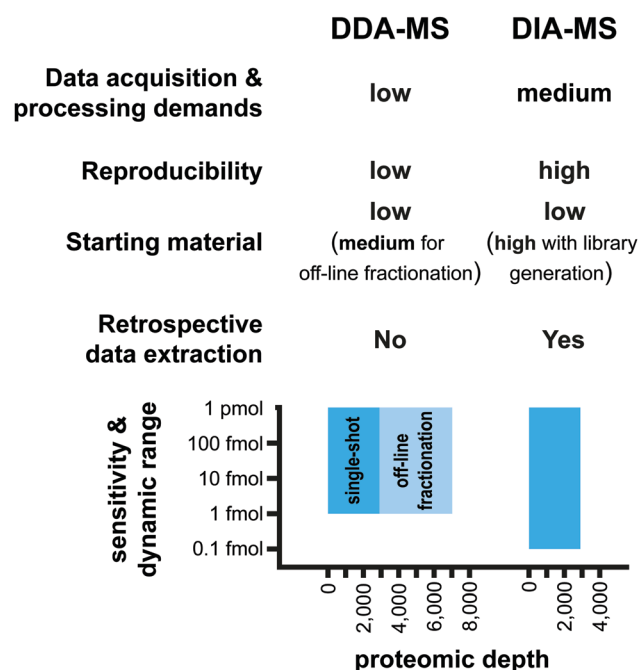 DDA-MS DIA-MS
Data acquisition &
processing demands
low medium
Reproducibility low high
Starting material
low
(medium for
off-line fractionation)
low
(high with library
generation)
Retrospective
data extraction
No Yes
sensitivity &
dynamic range
1 pmol
100 fmol
10 fmol
1 fmol
0.1 fmol
single-shot
off-line
fractionation
0 2,000 4,000 6,000 8,000
0 2,000 4,000
proteomic depth